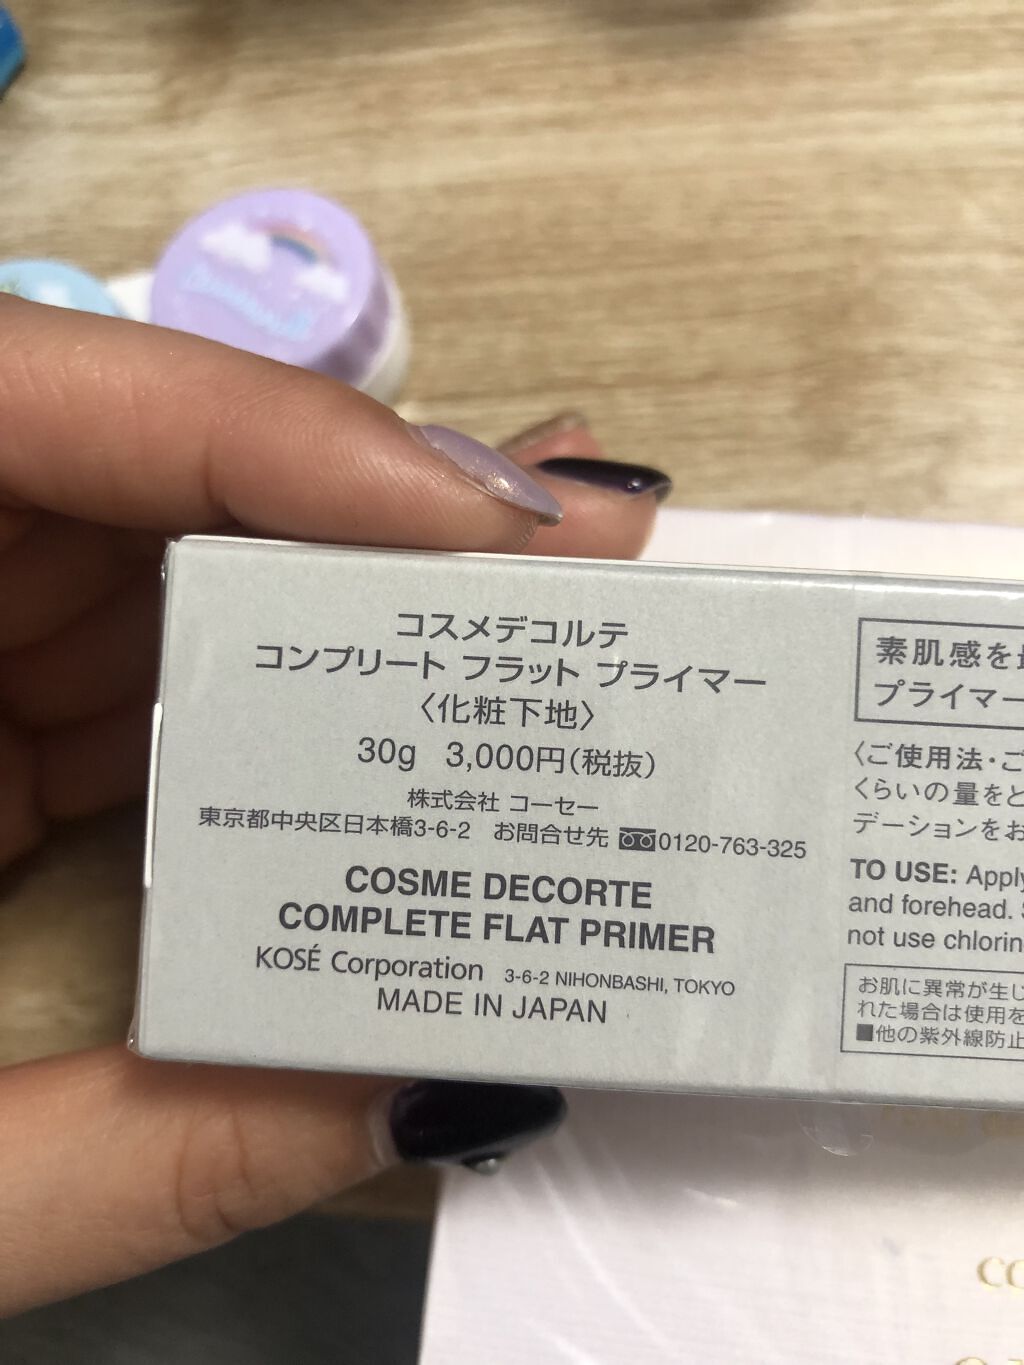 コスメデコルテ
コンプリート フラット プライマー
〈化粧下地〉
30g 3,000円(税抜)
株式会社 コーセー
東京都中央区日本橋3-6-2 お問合せ先 0120-763-325
COSME DECORTE
COMPLETE FLAT PRIMER
KOSÉ Corporation 3-6-2 NIHONBASHI, TOKYO
MADE IN JAPAN
素肌感を
プライマー
〈ご使用法・ご
くらいの量をと
デーションをお
TO USE: Apply
and forehead.
not use chlorin
お肌に異常が生じ
れた場合は使用を
■他の紫外線防止